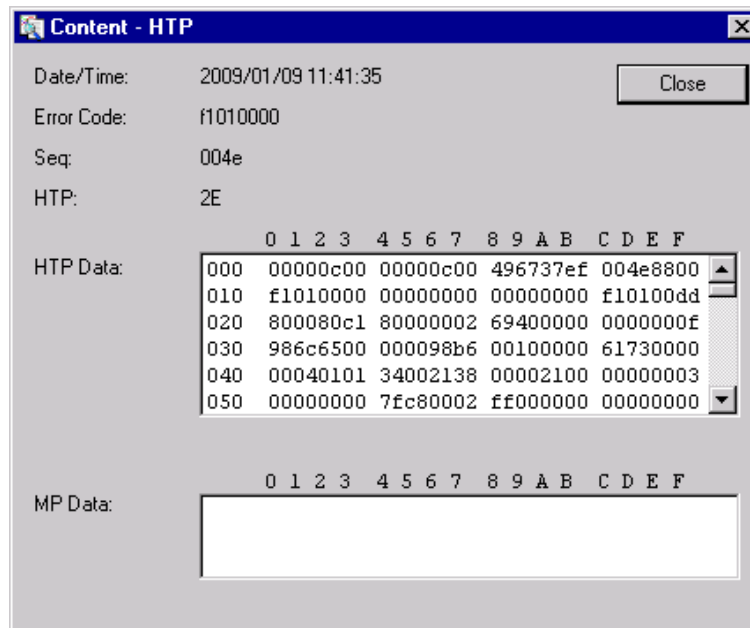 Content - HTP
Date/Time: 2009/01/09 11:41:35
Close
Error Code: f1010000
Seq: 004e
HTP: 2E
0 1 2 3 4 5 6 7 8 9 A B C D E F
HTP Data:
000 00000c00 00000c00 496737ef 004e8800
010 f1010000 00000000 00000000 f10100dd
020 800080c1 80000002 69400000 0000000f
030 986c6500 000098b6 00100000 61730000
040 00040101 34002138 00002100 00000003
050 00000000 7fc80002 ff000000 00000000
0 1 2 3 4 5 6 7 8 9 A B C D E F
MP Data: